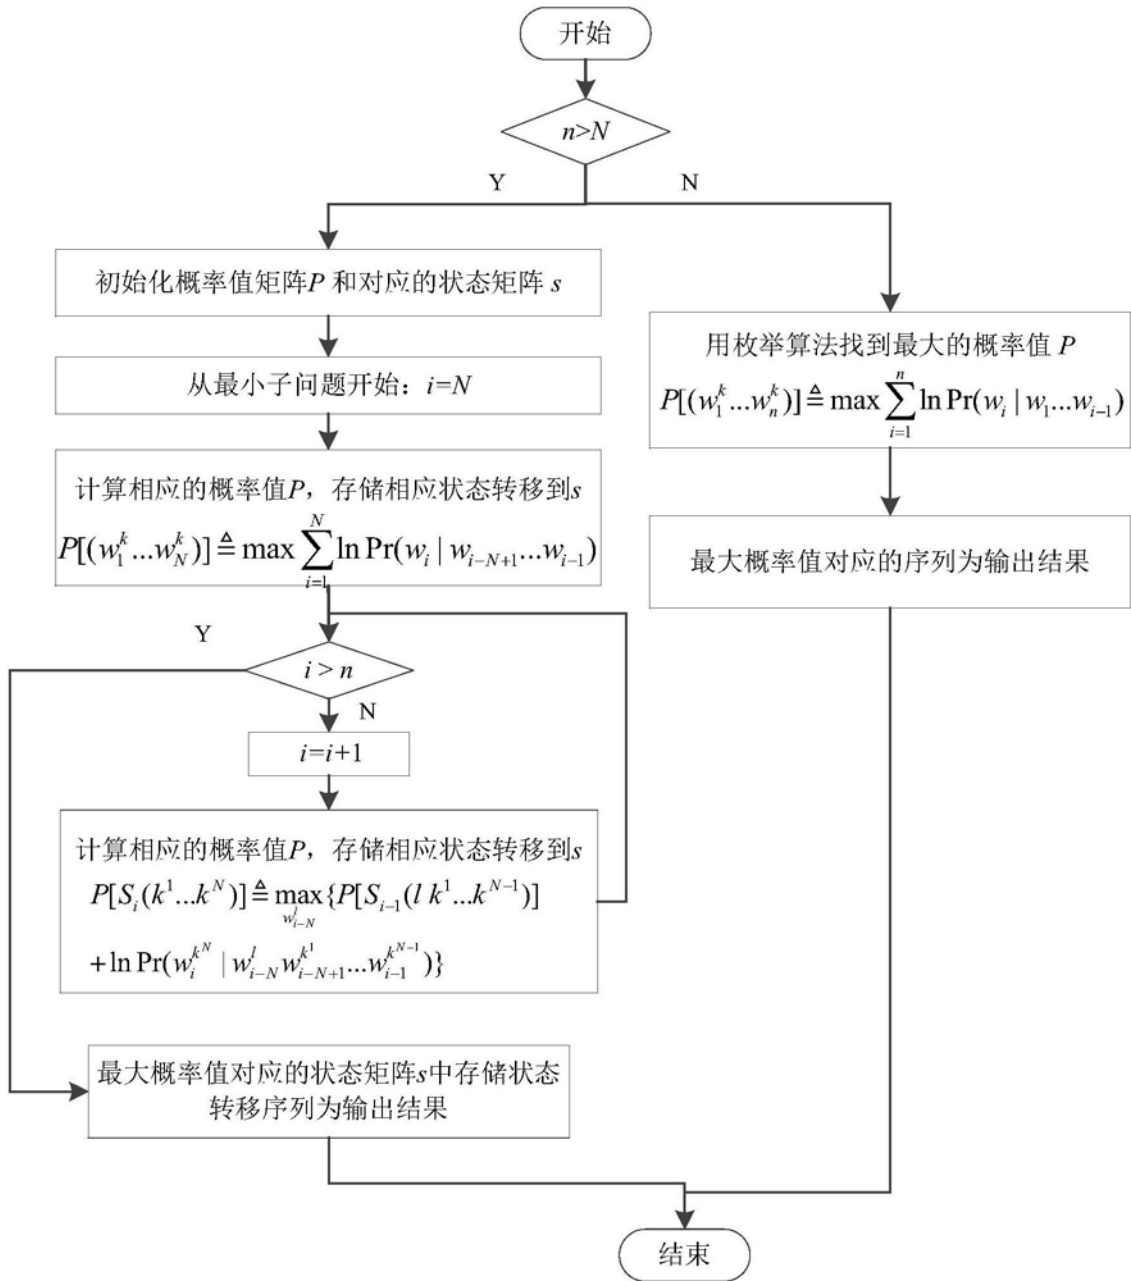 开始
n>N
Y
N
初始化概率值矩阵P 和对应的状态矩阵 s
从最小子问题开始：i=N
计算相应的概率值P，存储相应状态转移到s
P[(w_1^k...w_N^k)] ≜ max ∑_{i=1}^{N} ln Pr(w_i | w_{i-N+1}...w_{i-1})
用枚举算法找到最大的概率值 P
P[(w_1^k...w_n^k)] ≜ max ∑_{i=1}^{n} ln Pr(w_i | w_1...w_{i-1})
最大概率值对应的序列为输出结果
Y
i > n
N
i=i+1
计算相应的概率值P，存储相应状态转移到s
P[S_i(k^1...k^N)] ≜ max_{w_{i-N}^l} {P[S_{i-1}(l k^1...k^{N-1})]
+ln Pr(w_i^{k^N} | w_{i-N}^l w_{i-N+1}^{k^1}...w_{i-1}^{k^{N-1}})}
最大概率值对应的状态矩阵s中存储状态
转移序列为输出结果
结束